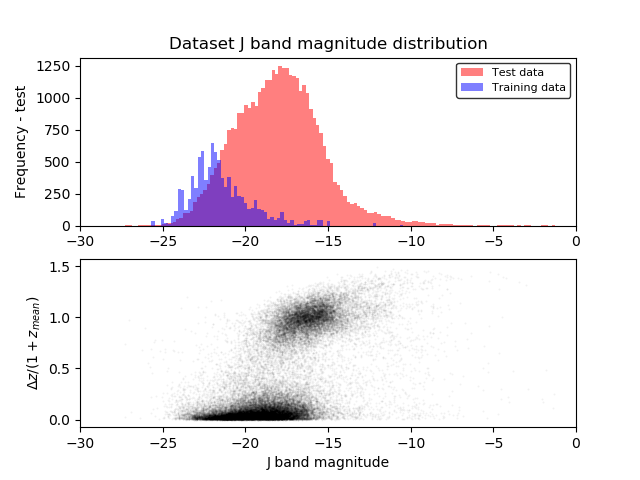 Dataset J band magnitude distribution
Frequency - test
1250
1000
750
500
250
0
Test data
Training data
−30 −25 −20 −15 −10 −5 0
Δz/(1 + z_mean)
1.5
1.0
0.5
0.0
−30 −25 −20 −15 −10 −5 0
J band magnitude